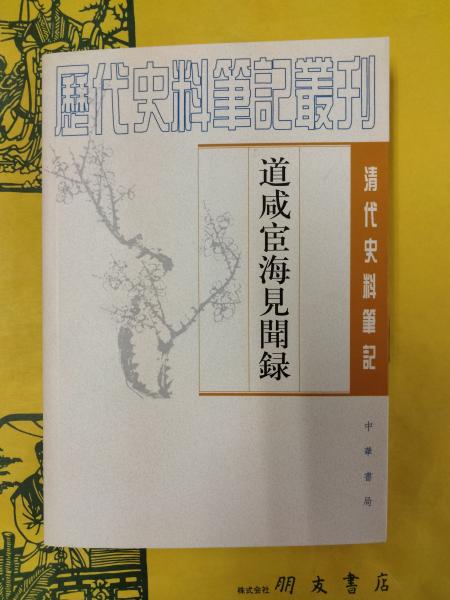 歷代史料筆記叢刊
清代史料筆記
道咸宦海見聞録
中華書局
株式会社 朋友書店